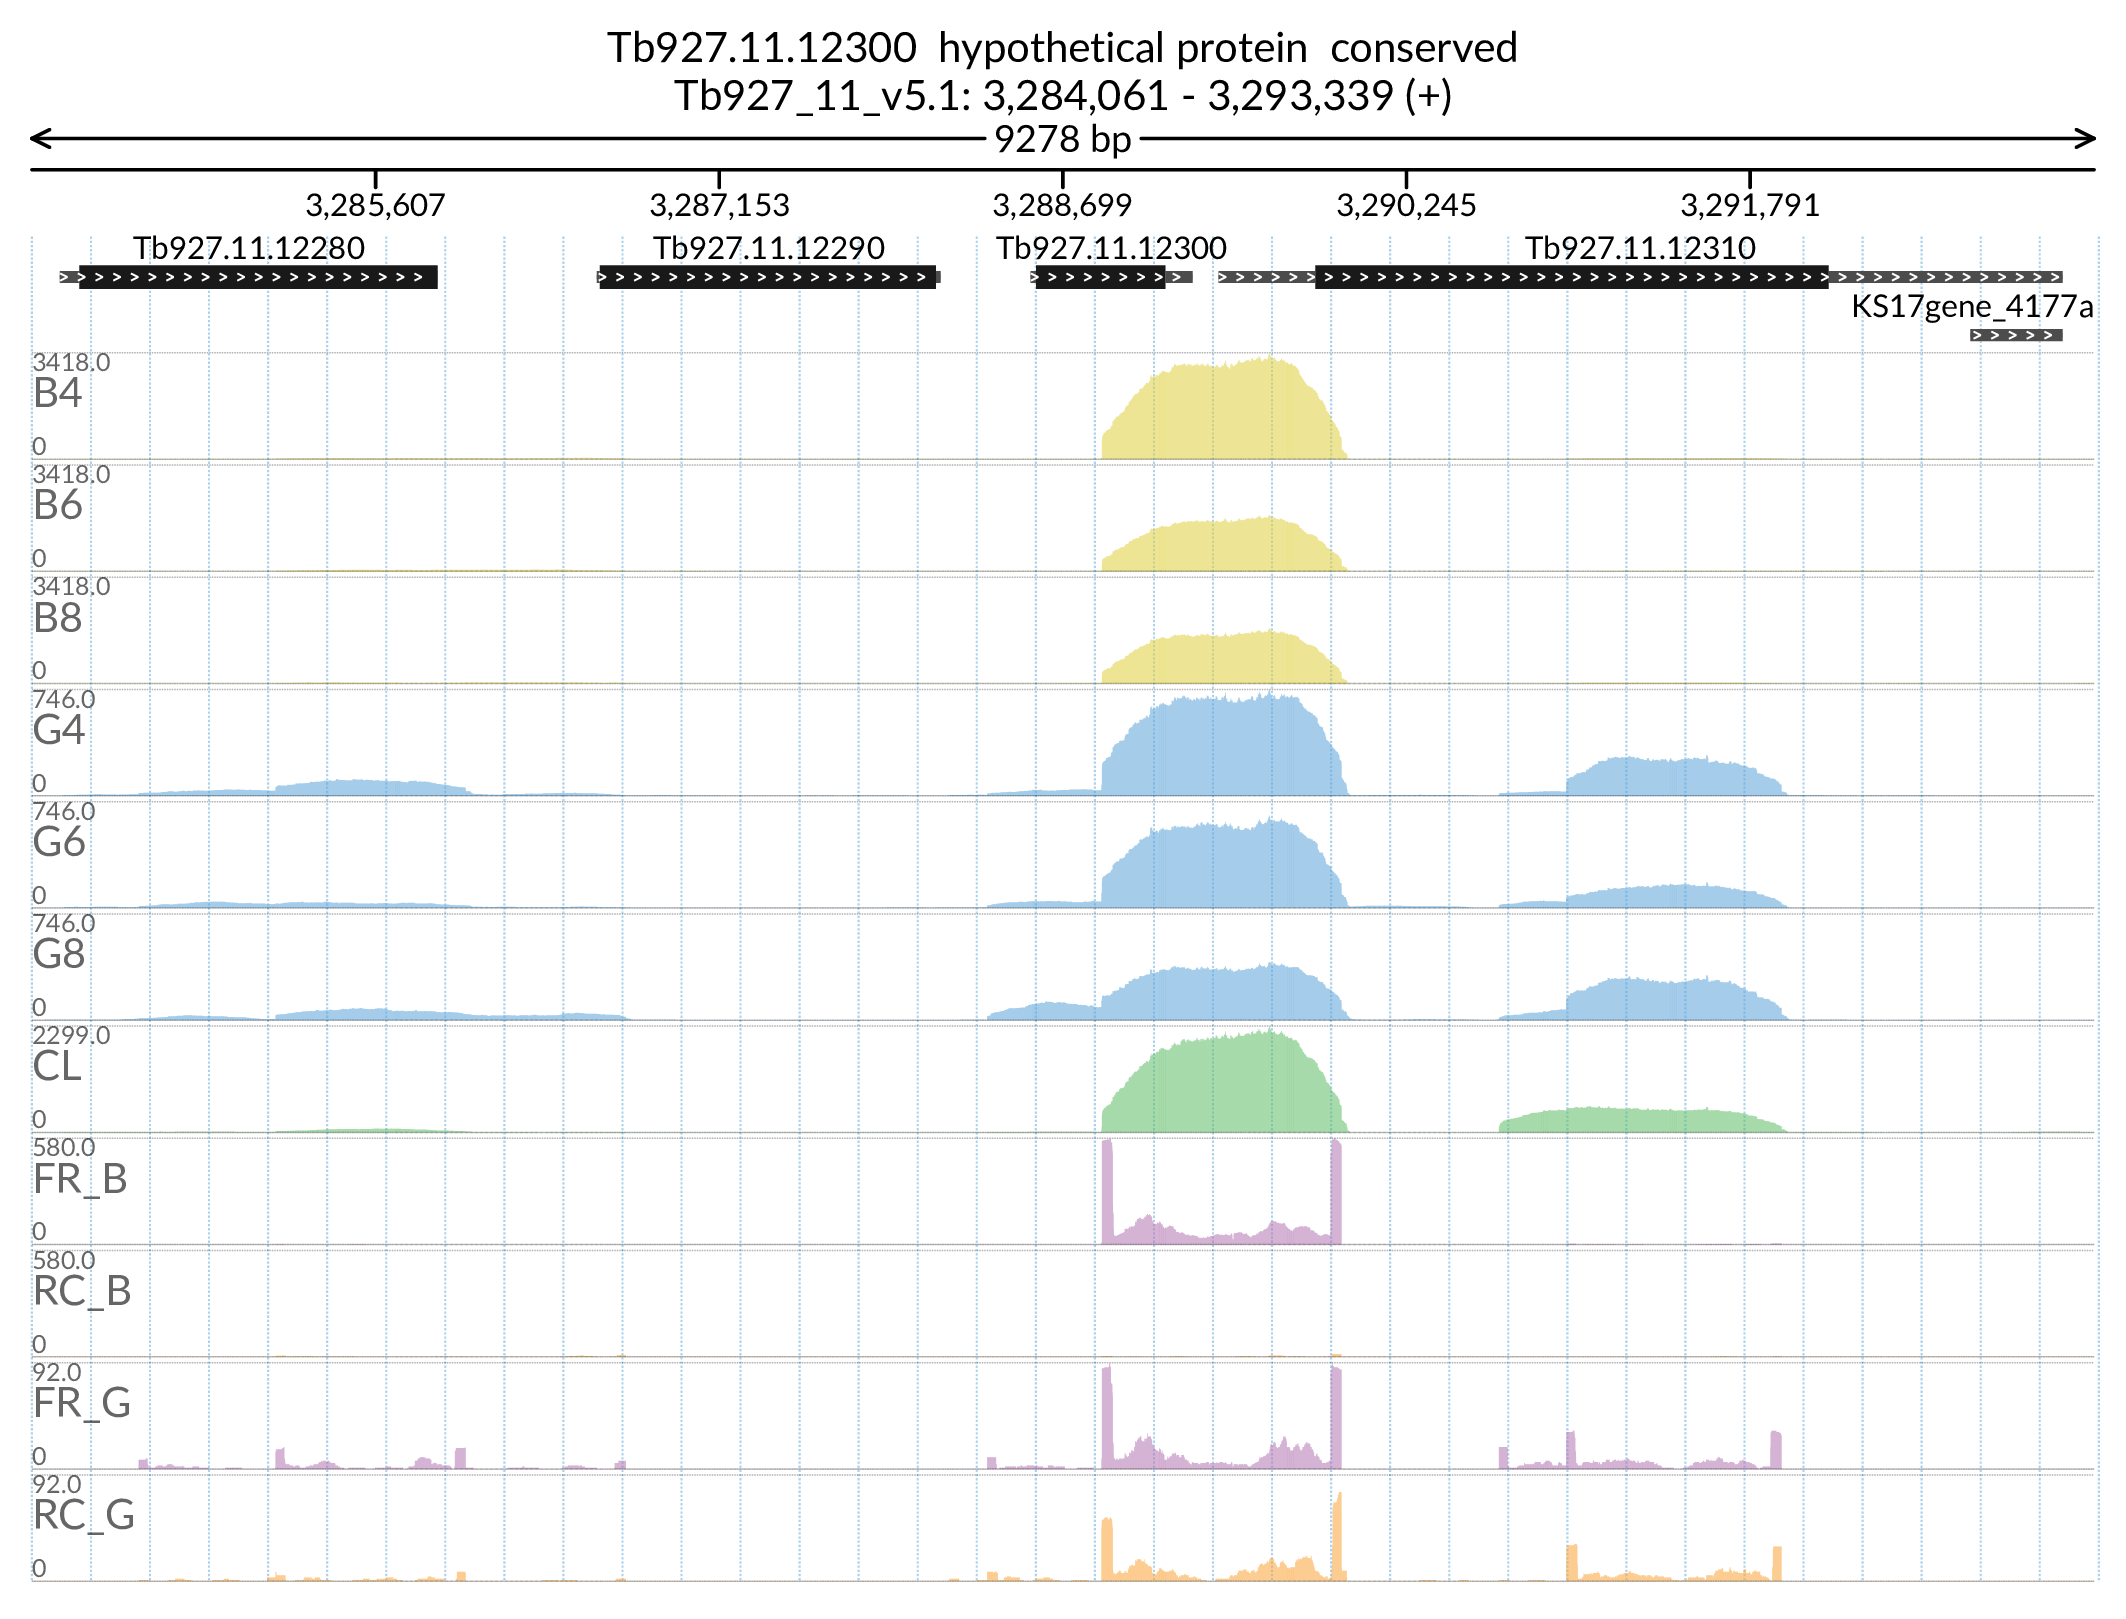 Tb927.11.12300 hypothetical protein conserved
Tb927_11_v5.1: 3,284,061 - 3,293,339 (+)
9278 bp
3,285,607 3,287,153 3,288,699 3,290,245 3,291,791
Tb927.11.12280 Tb927.11.12290 Tb927.11.12300 Tb927.11.12310
KS17gene_4177a
3418.0
B4
0
3418.0
B6
0
3418.0
B8
0
746.0
G4
0
746.0
G6
0
746.0
G8
0
2299.0
CL
0
580.0
FR_B
0
580.0
RC_B
0
92.0
FR_G
0
92.0
RC_G
0